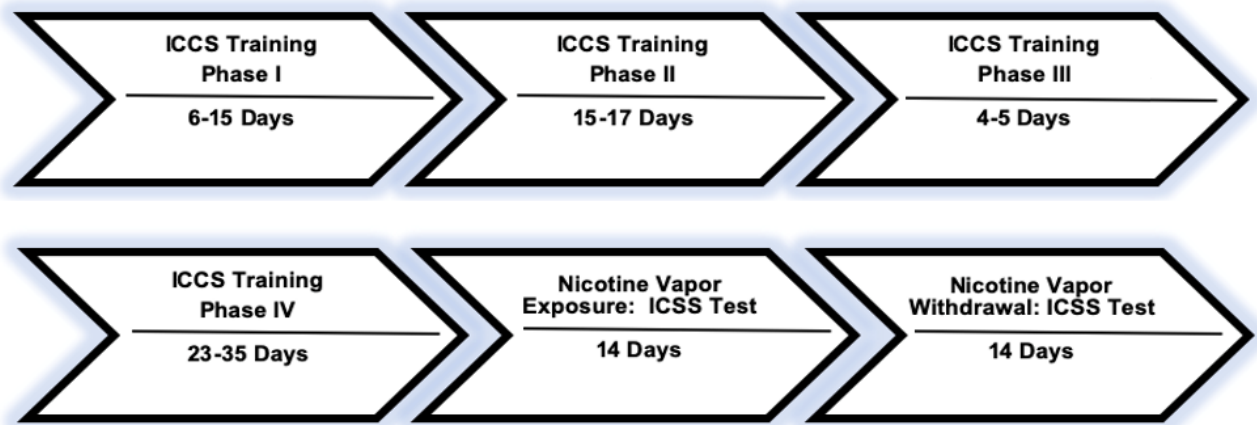 ICCS Training
Phase I
6-15 Days
ICCS Training
Phase II
15-17 Days
ICCS Training
Phase III
4-5 Days
ICCS Training
Phase IV
23-35 Days
Nicotine Vapor
Exposure: ICSS Test
14 Days
Nicotine Vapor
Withdrawal: ICSS Test
14 Days